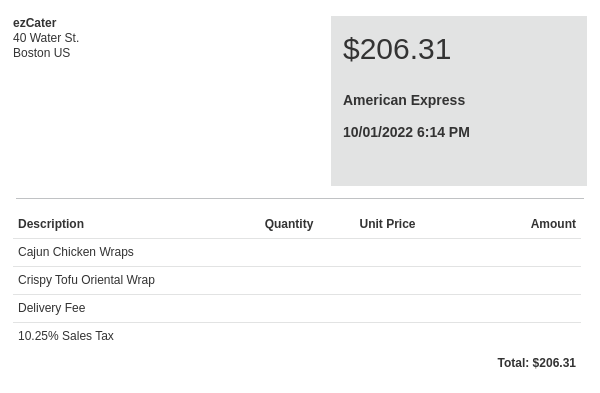 ezCater
40 Water St.
Boston US
$206.31
American Express
10/01/2022 6:14 PM
Description Quantity Unit Price Amount
Cajun Chicken Wraps
Crispy Tofu Oriental Wrap
Delivery Fee
10.25% Sales Tax
Total: $206.31